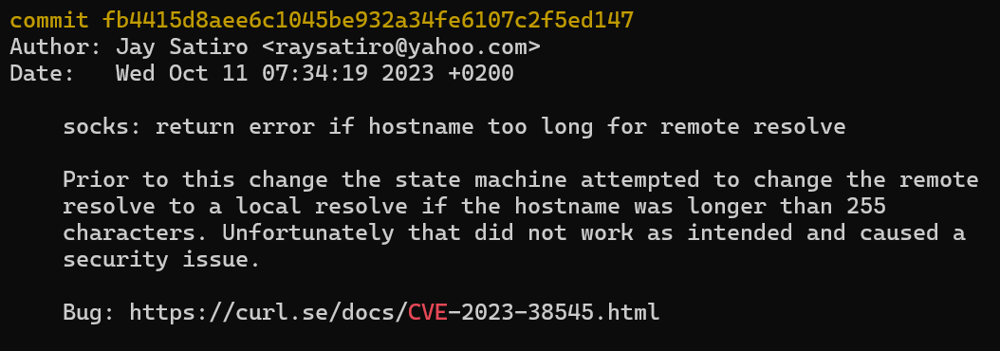 commit fb4415d8aee6c1045be932a34fe6107c2f5ed147
Author: Jay Satiro <raysatiro@yahoo.com>
Date:   Wed Oct 11 07:34:19 2023 +0200
socks: return error if hostname too long for remote resolve
Prior to this change the state machine attempted to change the remote
resolve to a local resolve if the hostname was longer than 255
characters. Unfortunately that did not work as intended and caused a
security issue.
Bug: https://curl.se/docs/CVE-2023-38545.html